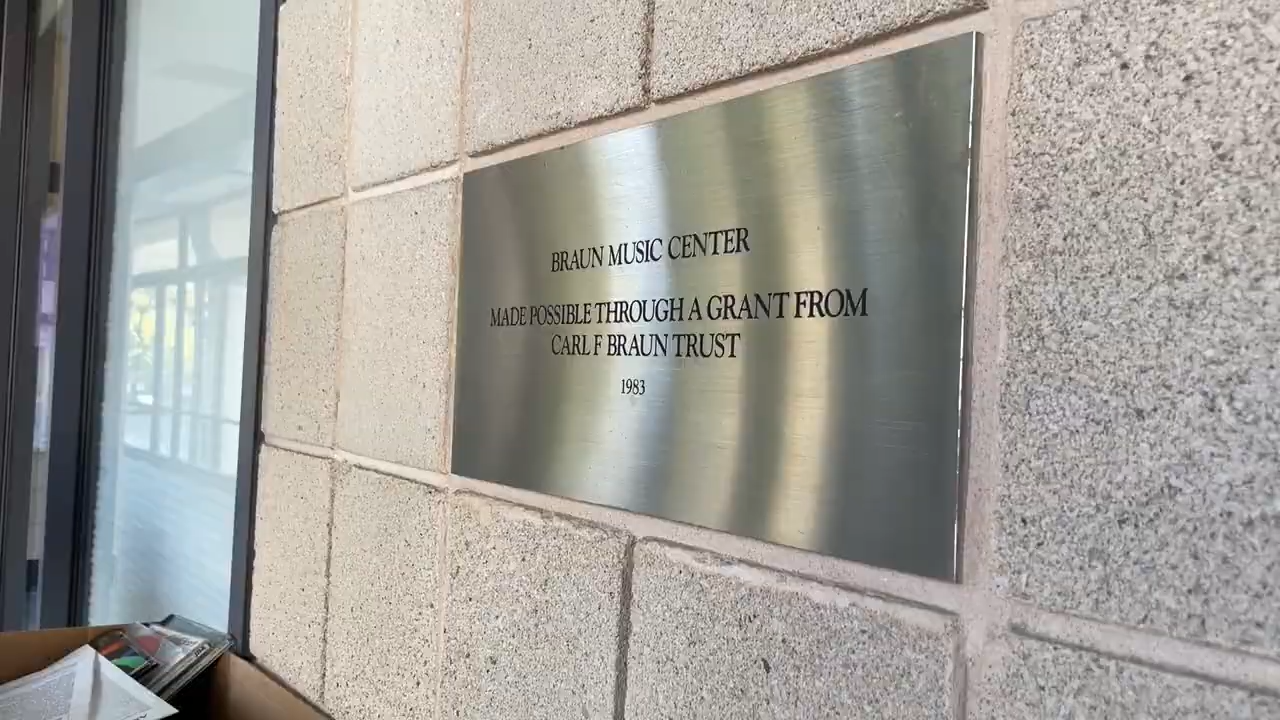 BRAUN MUSIC CENTER
MADE POSSIBLE THROUGH A GRANT FROM
CARL F BRAUN TRUST
1983